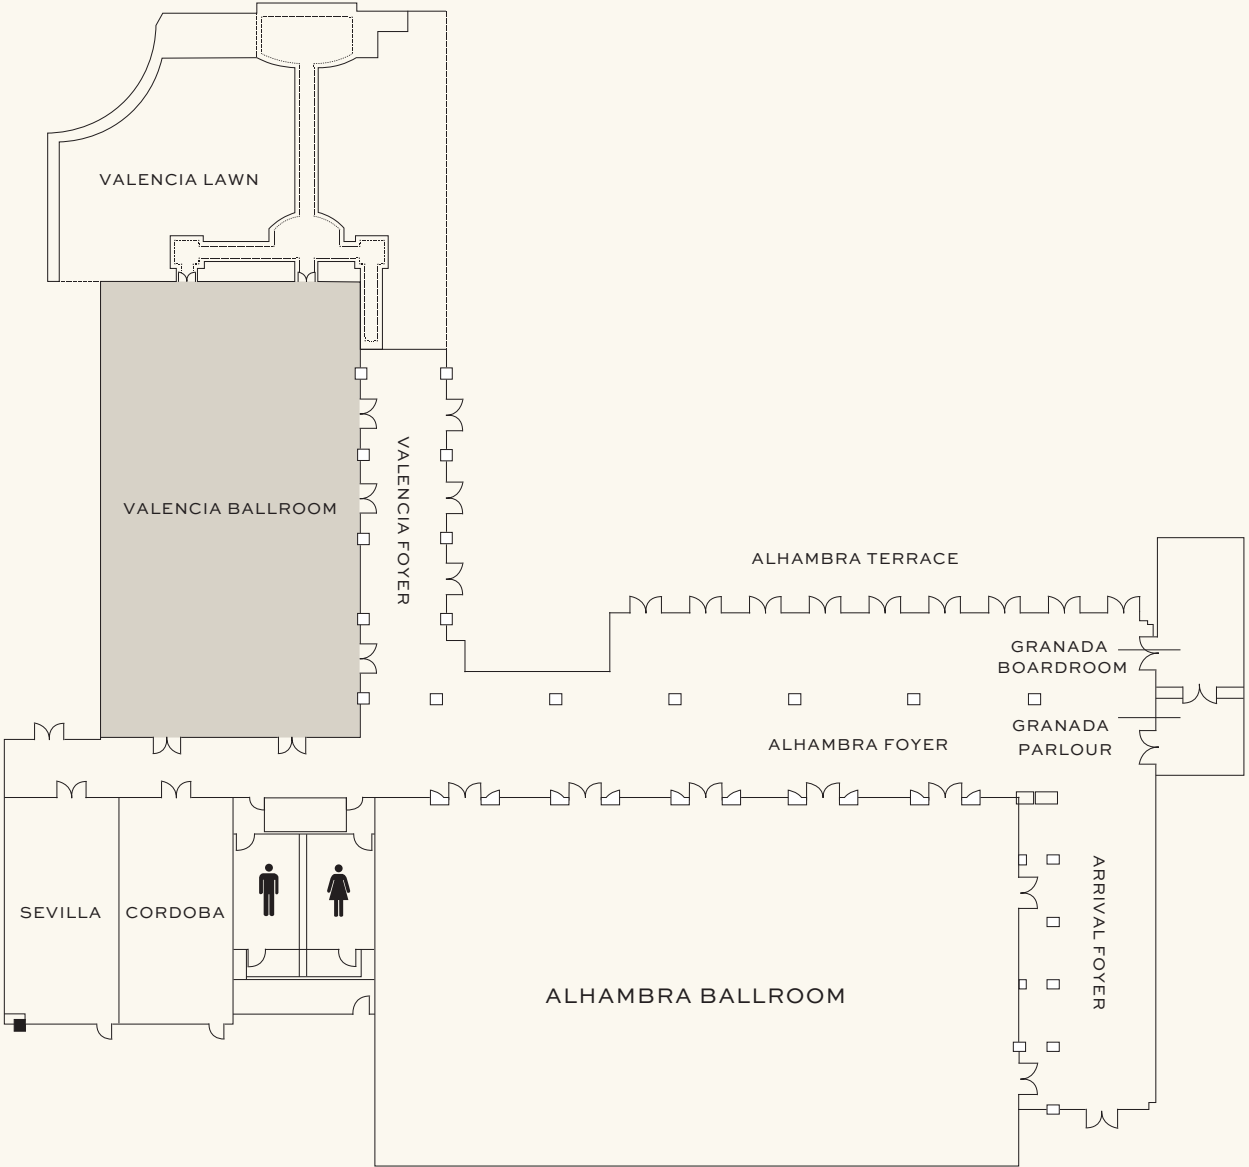 VALENCIA LAWN
VALENCIA BALLROOM
VALENCIA FOYER
ALHAMBRA TERRACE
GRANADA
BOARDROOM
GRANADA
PARLOUR
ALHAMBRA FOYER
SEVILLA
CORDOBA
ARRIVAL FOYER
ALHAMBRA BALLROOM